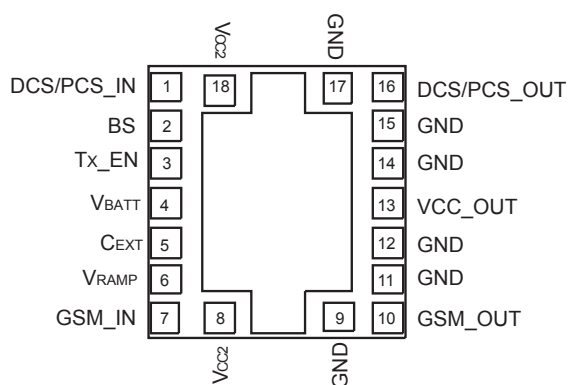 VCC2
GND
DCS/PCS_IN 1 18 17 16 DCS/PCS_OUT
BS 2 15 GND
TX_EN 3 14 GND
VBATT 4 13 VCC_OUT
CEXT 5 12 GND
VRAMP 6 11 GND
GSM_IN 7 8 9 10 GSM_OUT
VCC2
GND